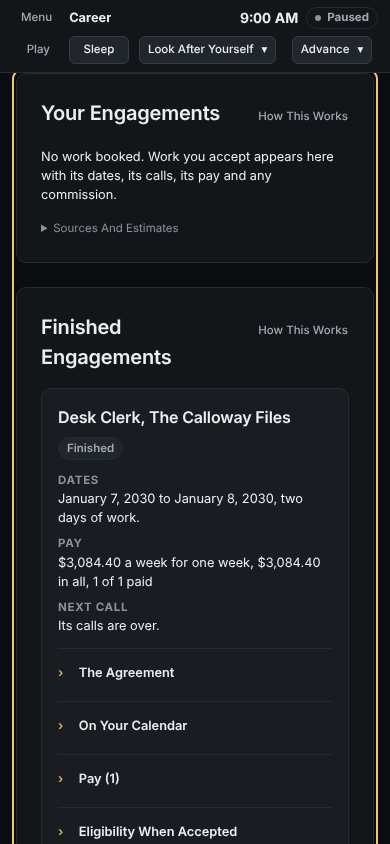 Menu
Career
9:00 AM
Paused
Play
Sleep
Look After Yourself ▾
Advance ▾
Your Engagements
How This Works
No work booked. Work you accept appears here
with its dates, its calls, its pay and any
commission.
Sources And Estimates
Finished
Engagements
How This Works
Desk Clerk, The Calloway Files
Finished
DATES
January 7, 2030 to January 8, 2030, two
days of work.
PAY
$3,084.40 a week for one week, $3,084.40
in all, 1 of 1 paid
NEXT CALL
Its calls are over.
The Agreement
On Your Calendar
Pay (1)
Eligibility When Accepted